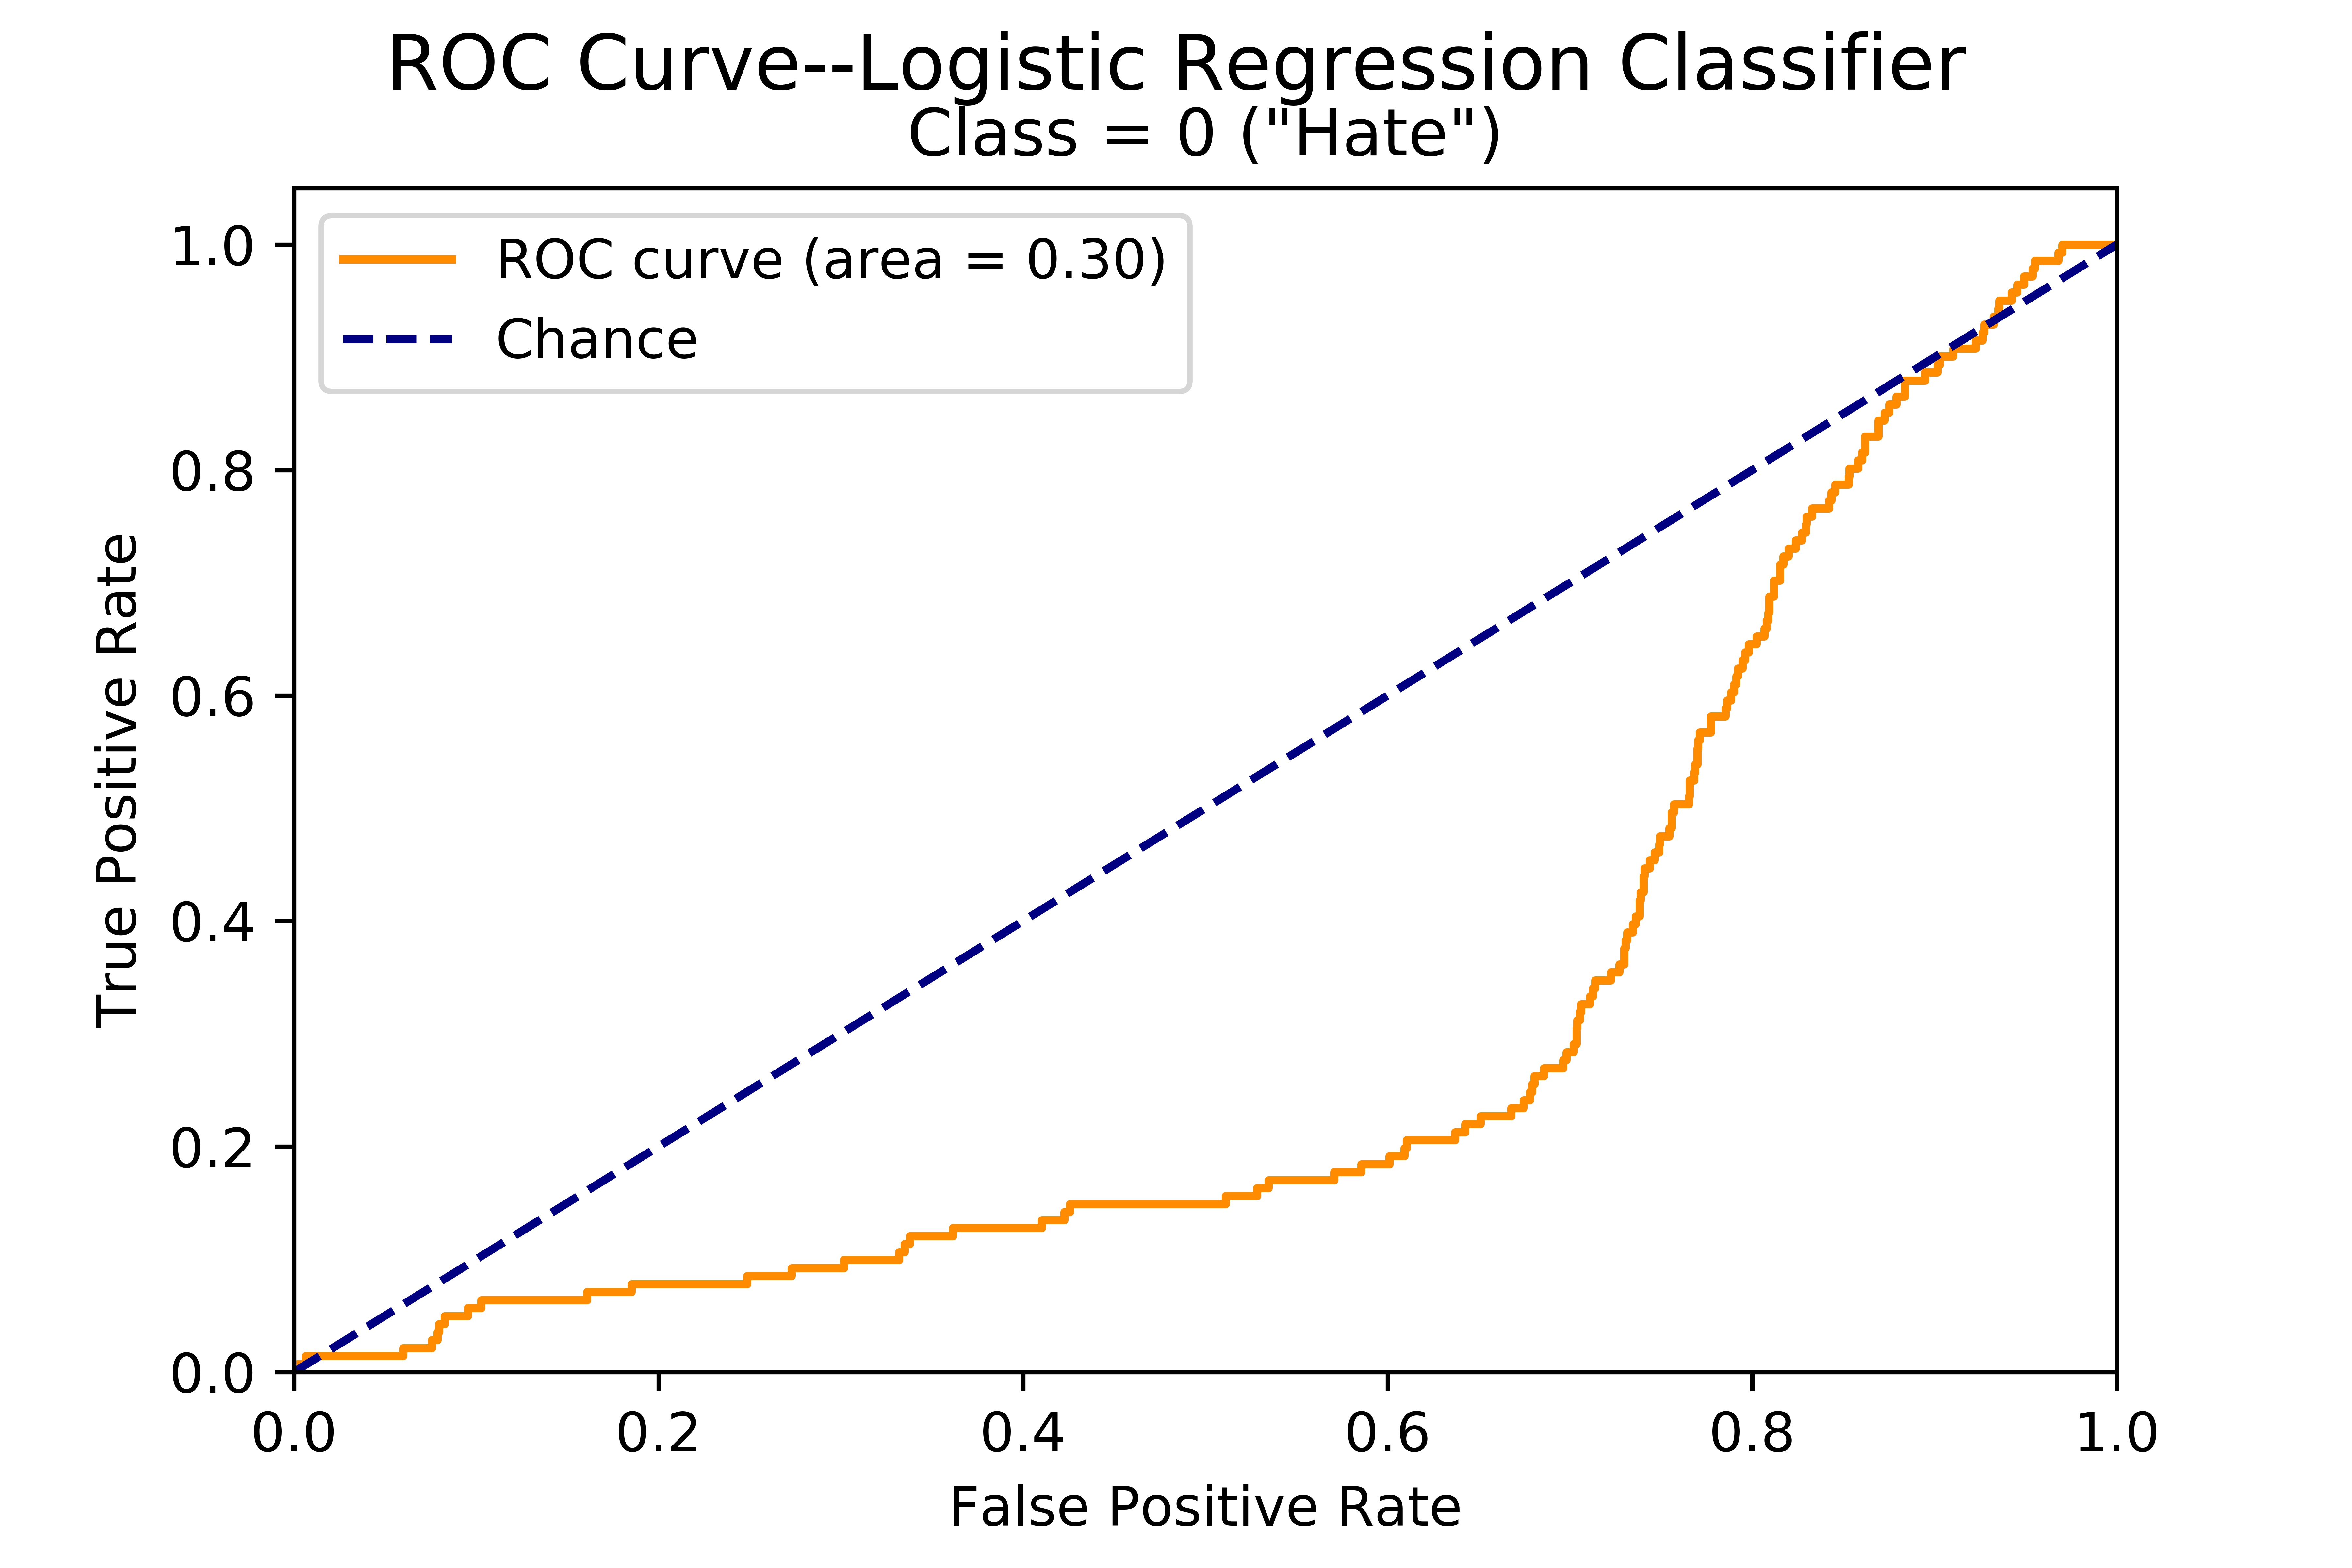 ROC Curve--Logistic Regression Classifier
Class = 0 ("Hate")
ROC curve (area = 0.30)
Chance
True Positive Rate
1.0
0.8
0.6
0.4
0.2
0.0
0.0 0.2 0.4 0.6 0.8 1.0
False Positive Rate